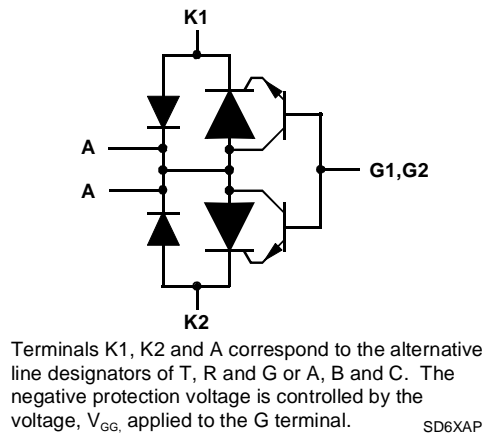 K1
A
G1,G2
A
K2
Terminals K1, K2 and A correspond to the alternative
line designators of T, R and G or A, B and C. The
negative protection voltage is controlled by the
voltage, VGG, applied to the G terminal.
SD6XAP